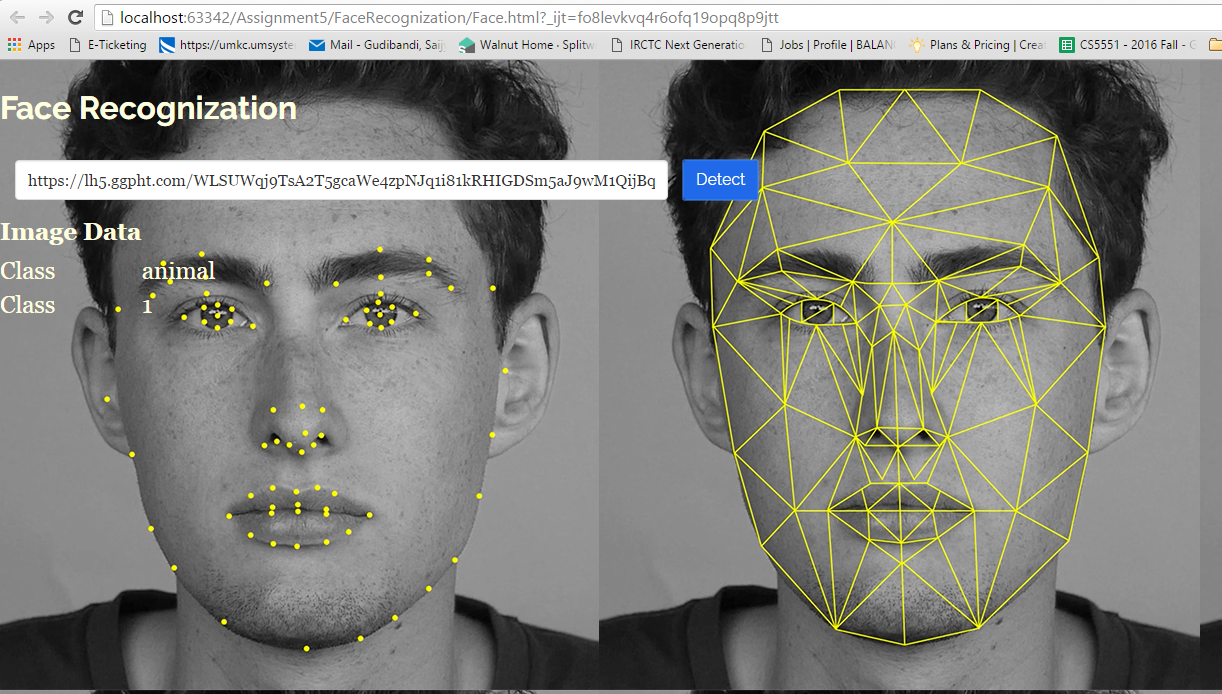 localhost:63342/Assignment5/FaceRecognization/Face.html?_ijt=fo8levkvq4r6ofq19opq8p9jtt
Apps E-Ticketing https://umkc.umsyste Mail - Gudibandi, Saij Walnut Home · Splitw IRCTC Next Generatio Jobs | Profile | BALAN Plans & Pricing | Crea CS5551 - 2016 Fall - G
Face Recognization
https://lh5.ggpht.com/WLSUWqj9TsA2T5gcaWe4zpNJq1i81kRHIGDSm5aJ9wM1QijBq Detect
Image Data
Class animal
Class 1